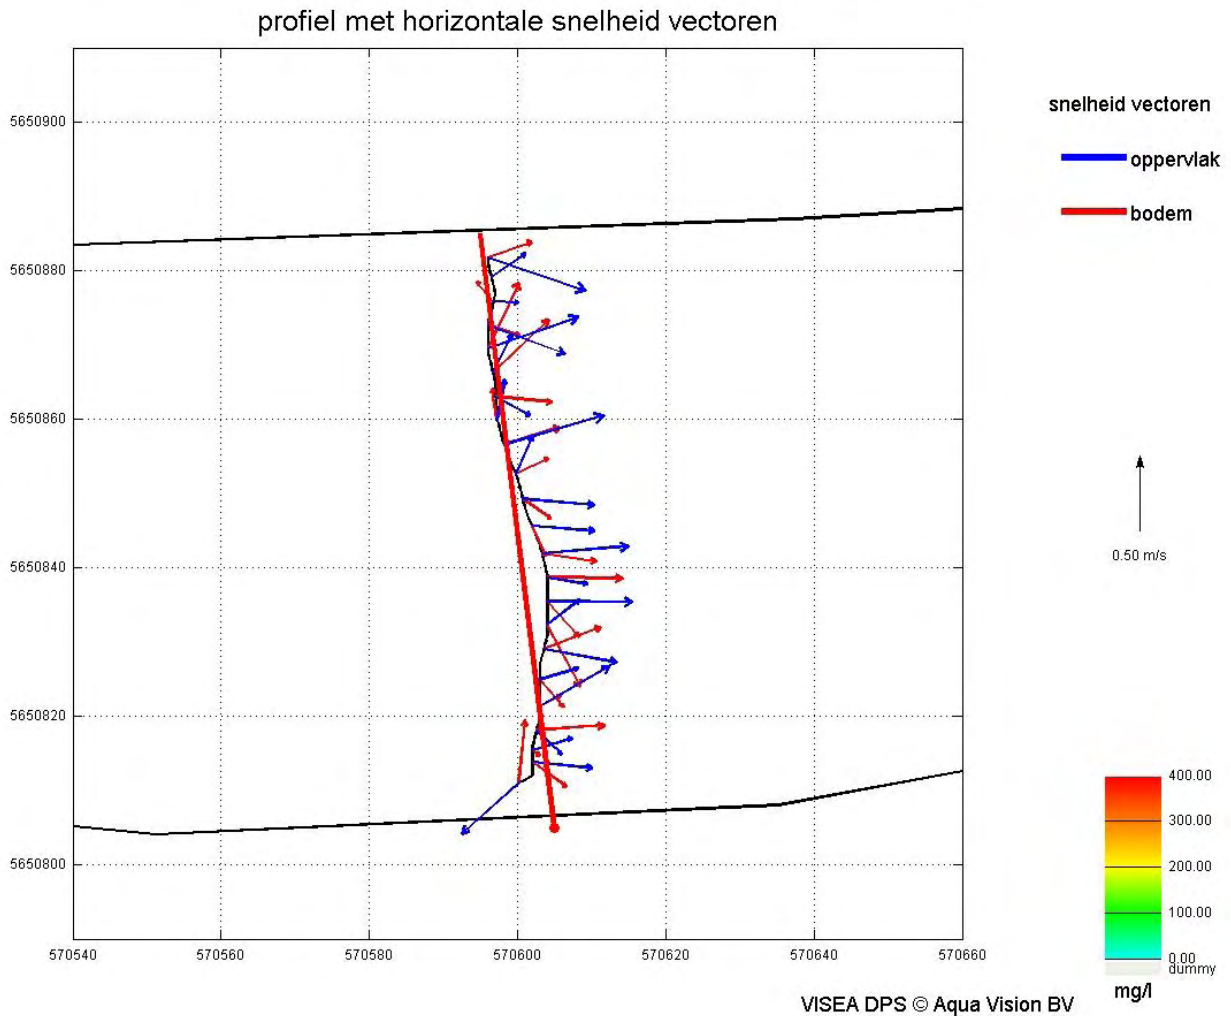 profiel met horizontale snelheid vectoren
snelheid vectoren
oppervlak
bodem
5650900
5650880
5650860
5650840
5650820
5650800
0.50 m/s
570540
570560
570580
570600
570620
570640
570660
400.00
300.00
200.00
100.00
0.00
dummy
mg/l
VISEA DPS © Aqua Vision BV